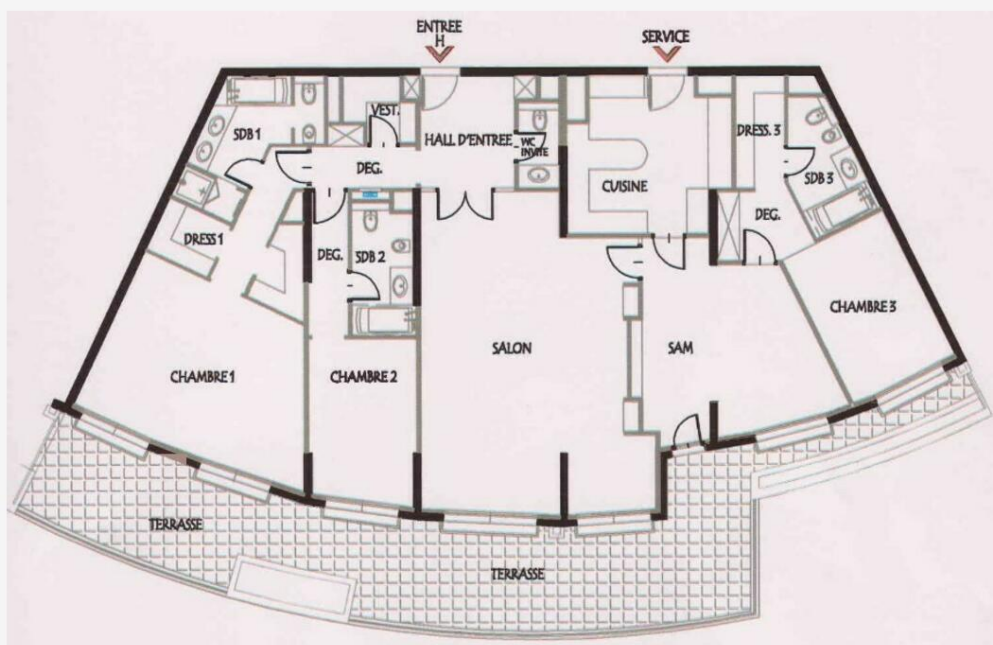 ENTREE
H
SERVICE
SDB 1
VEST.
HALL D'ENTREE
WC
INVITE
DRESS. 3
DEG.
CUISINE
SDB 3
DRESS 1
DEG.
SDB 2
DEG.
CHAMBRE 3
CHAMBRE 1
CHAMBRE 2
SALON
SAM
TERRASSE
TERRASSE